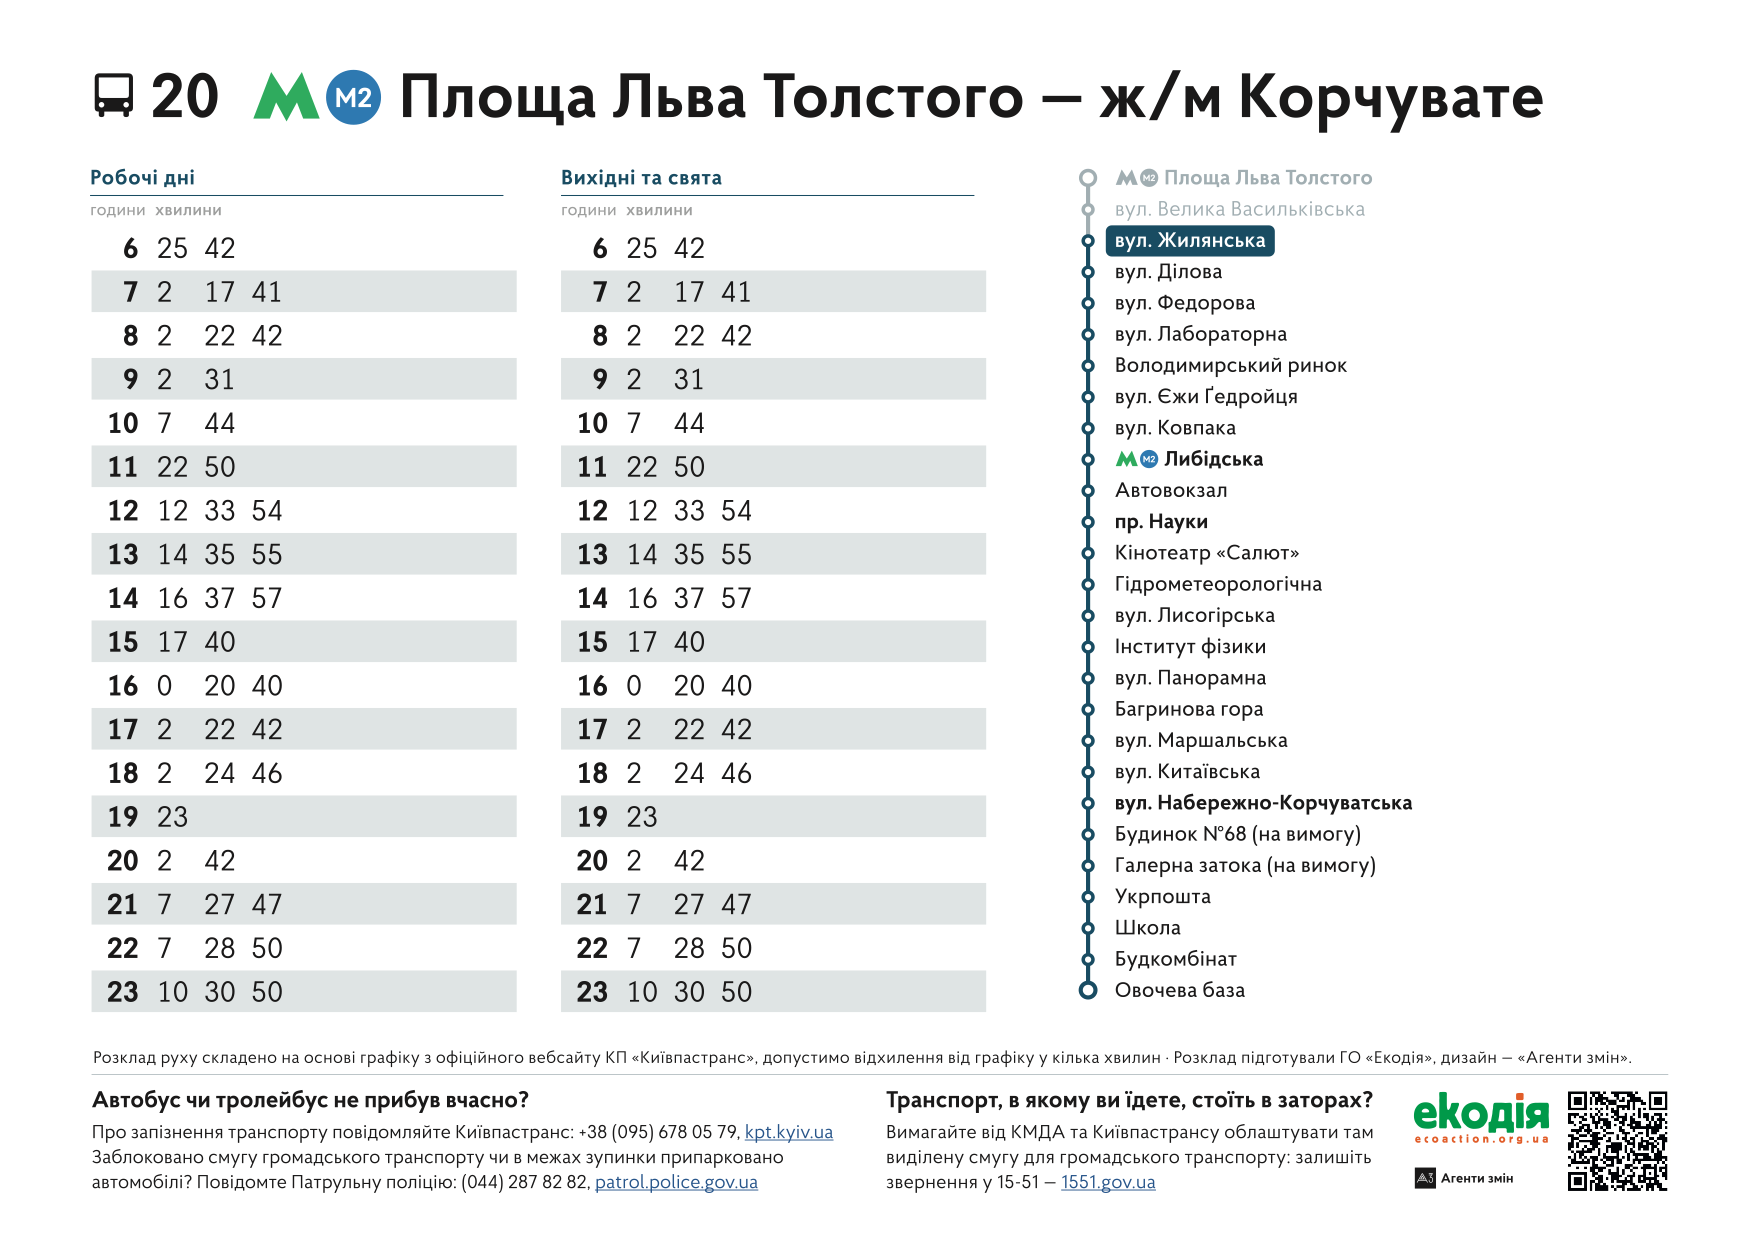 20 М М2 Площа Льва Толстого – ж/м Корчувате
Робочі дні
години хвилини
6 25 42
7 2 17 41
8 2 22 42
9 2 31
10 7 44
11 22 50
12 12 33 54
13 14 35 55
14 16 37 57
15 17 40
16 0 20 40
17 2 22 42
18 2 24 46
19 23
20 2 42
21 7 27 47
22 7 28 50
23 10 30 50
Вихідні та свята
години хвилини
6 25 42
7 2 17 41
8 2 22 42
9 2 31
10 7 44
11 22 50
12 12 33 54
13 14 35 55
14 16 37 57
15 17 40
16 0 20 40
17 2 22 42
18 2 24 46
19 23
20 2 42
21 7 27 47
22 7 28 50
23 10 30 50
М М2 Площа Льва Толстого
вул. Велика Васильківська
вул. Жилянська
вул. Ділова
вул. Федорова
вул. Лабораторна
Володимирський ринок
вул. Єжи Ґедройця
вул. Ковпака
М М2 Либідська
Автовокзал
пр. Науки
Кінотеатр «Салют»
Гідрометеорологічна
вул. Лисогірська
Інститут фізики
вул. Панорамна
Багринова гора
вул. Маршальська
вул. Китаївська
вул. Набережно-Корчуватська
Будинок №68 (на вимогу)
Галерна затока (на вимогу)
Укрпошта
Школа
Будкомбінат
Овочева база
Розклад руху складено на основі графіку з офіційного вебсайту КП «Київпастранс», допустимо відхилення від графіку у кілька хвилин · Розклад підготували ГО «Екодія», дизайн – «Агенти змін».
Автобус чи тролейбус не прибув вчасно?
Про запізнення транспорту повідомляйте Київпастранс: +38 (095) 678 05 79, kpt.kyiv.ua
Заблоковано смугу громадського транспорту чи в межах зупинки припарковано
автомобілі? Повідомте Патрульну поліцію: (044) 287 82 82, patrol.police.gov.ua
Транспорт, в якому ви їдете, стоїть в заторах?
Вимагайте від КМДА та Київпастрансу облаштувати там
виділену смугу для громадського транспорту: залишіть
звернення у 15-51 – 1551.gov.ua
екодія
ecoaction.org.ua
АЗ Агенти змін